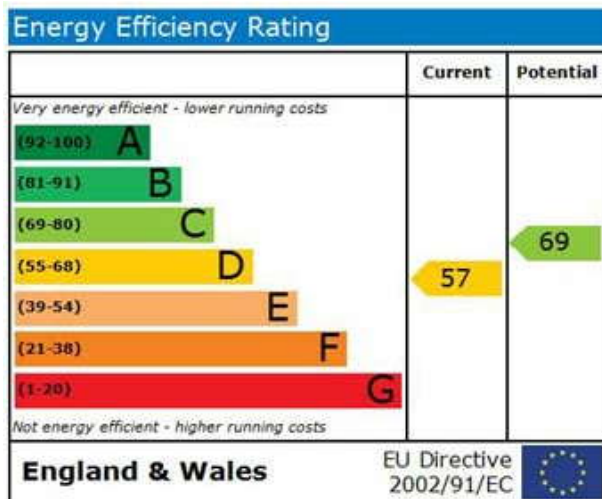 Energy Efficiency Rating
Current Potential
Very energy efficient - lower running costs
(92-100) A
(81-91) B
(69-80) C
69
(55-68) D
57
(39-54) E
(21-38) F
(1-20) G
Not energy efficient - higher running costs
England & Wales
EU Directive
2002/91/EC